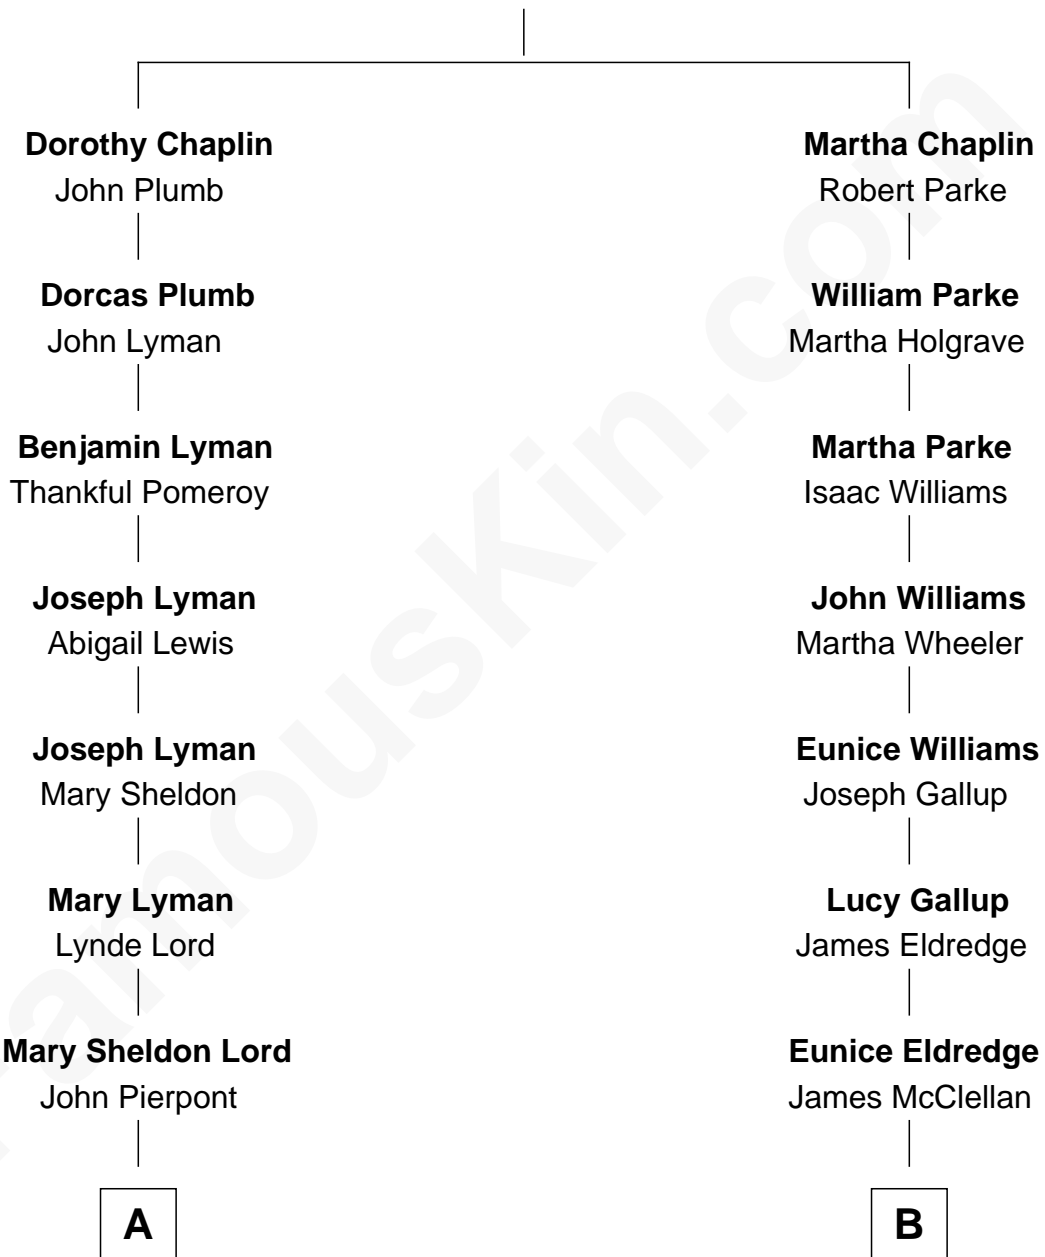 Dorothy Chaplin
John Plumb
Martha Chaplin
Robert Parke
Dorcas Plumb
John Lyman
William Parke
Martha Holgrave
Benjamin Lyman
Thankful Pomeroy
Martha Parke
Isaac Williams
Joseph Lyman
Abigail Lewis
John Williams
Martha Wheeler
Joseph Lyman
Mary Sheldon
Eunice Williams
Joseph Gallup
Mary Lyman
Lynde Lord
Lucy Gallup
James Eldredge
Mary Sheldon Lord
John Pierpont
Eunice Eldredge
James McClellan
A
B
FamousKin.com